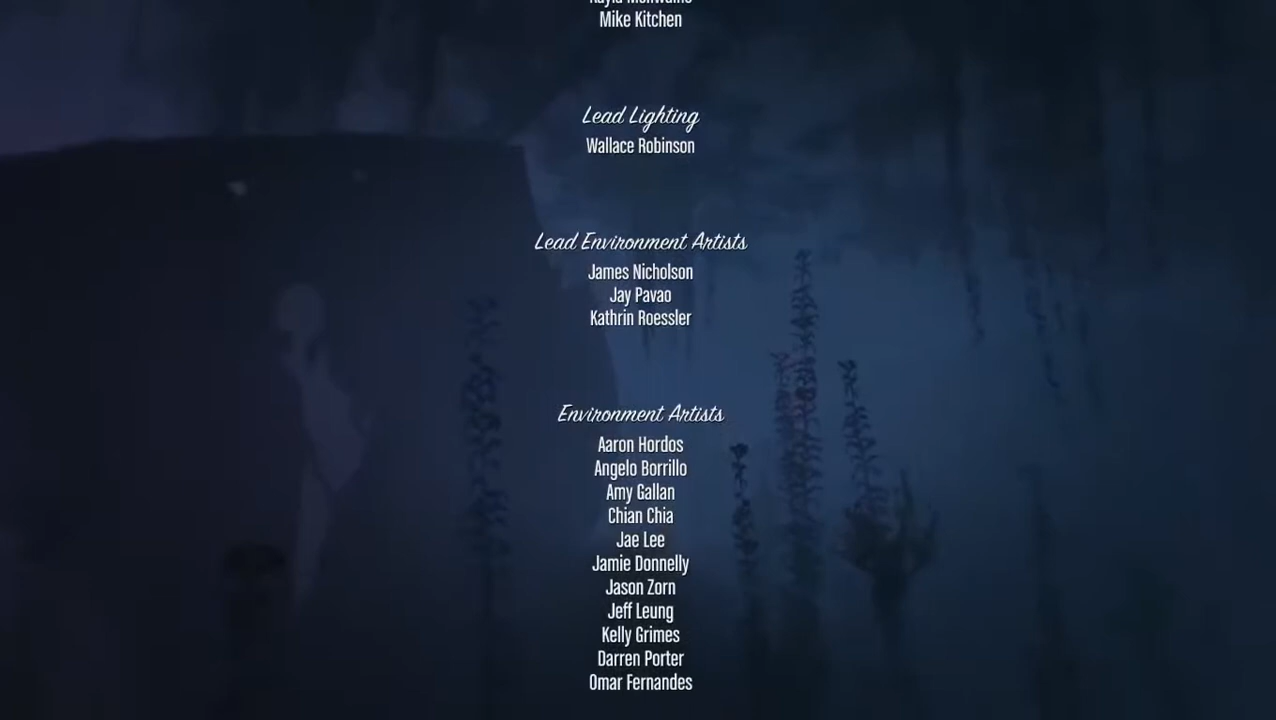 Mike Kitchen
Lead Lighting
Wallace Robinson
Lead Environment Artists
James Nicholson
Jay Pavao
Kathrin Roessler
Environment Artists
Aaron Hordos
Angelo Borrillo
Amy Gallan
Chian Chia
Jae Lee
Jamie Donnelly
Jason Zorn
Jeff Leung
Kelly Grimes
Darren Porter
Omar Fernandes